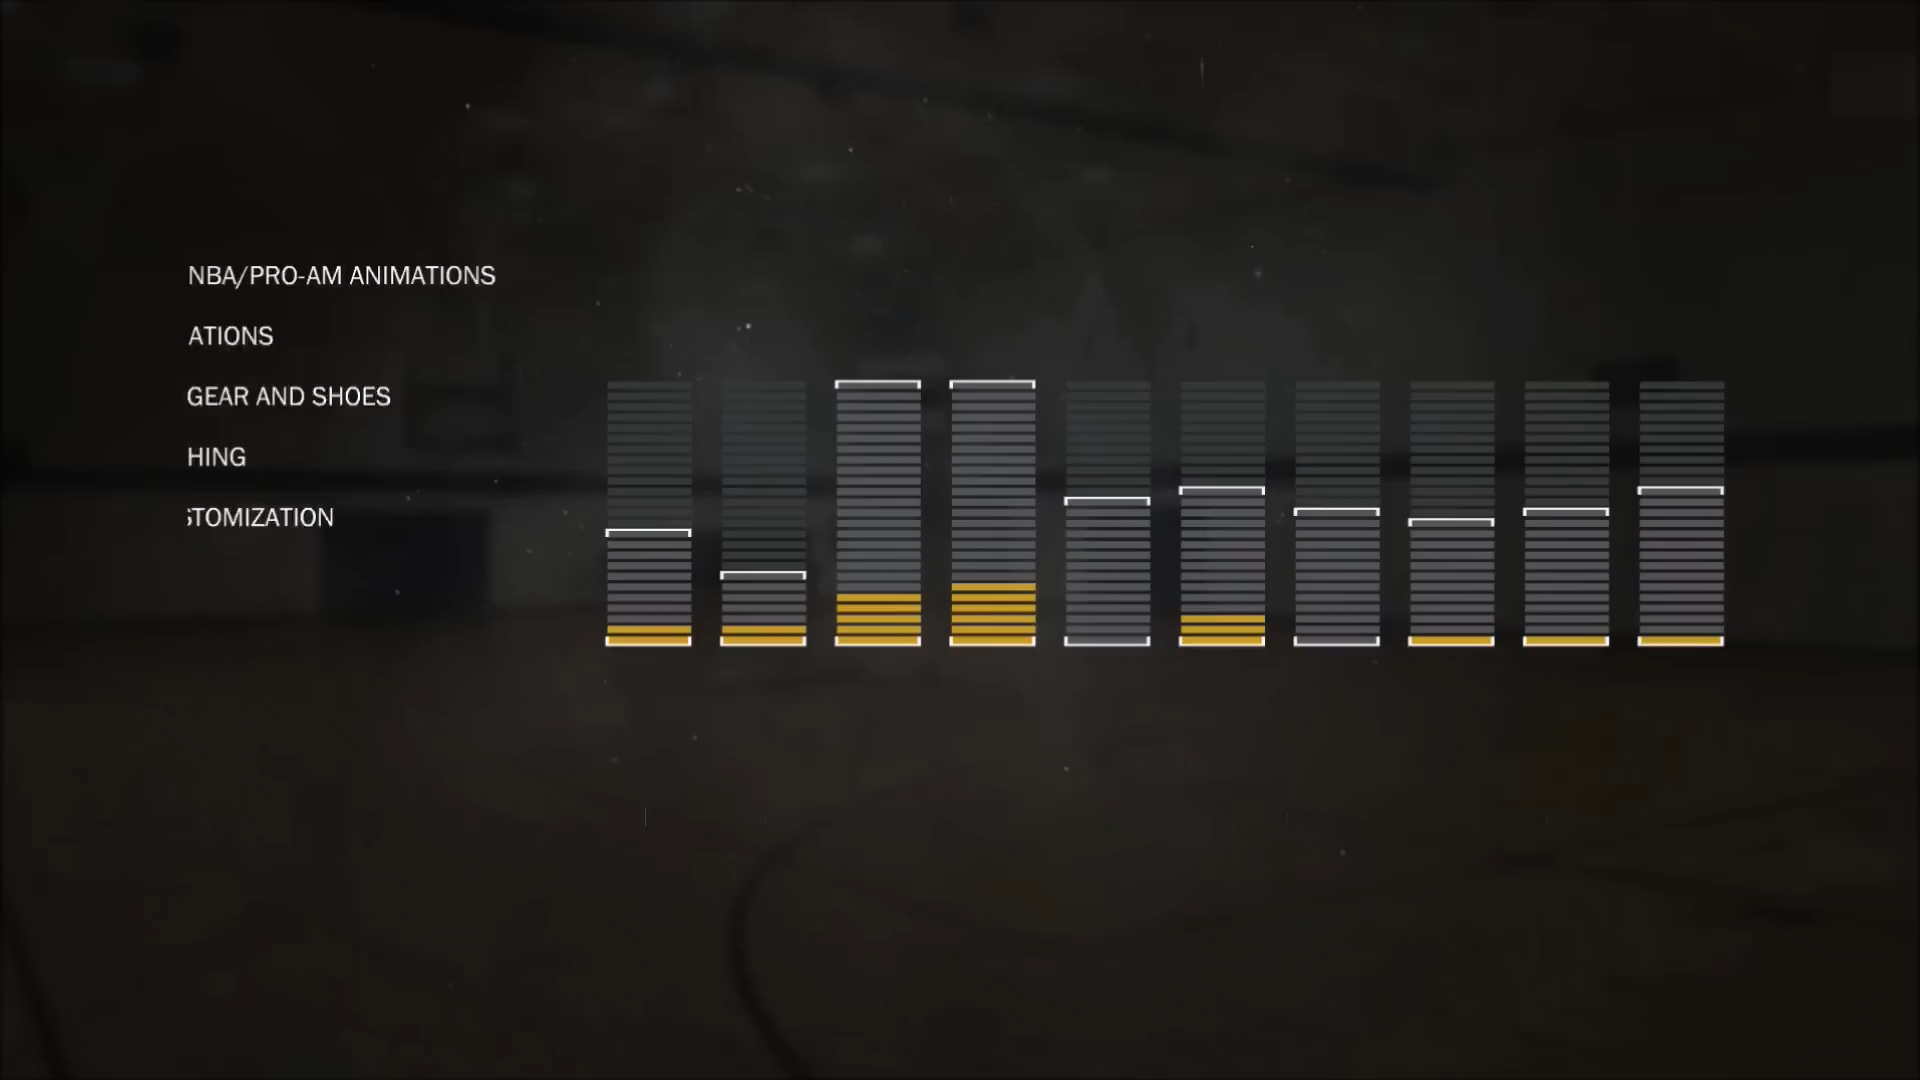 NBA/PRO-AM ANIMATIONS
ATIONS
GEAR AND SHOES
HING
STOMIZATION